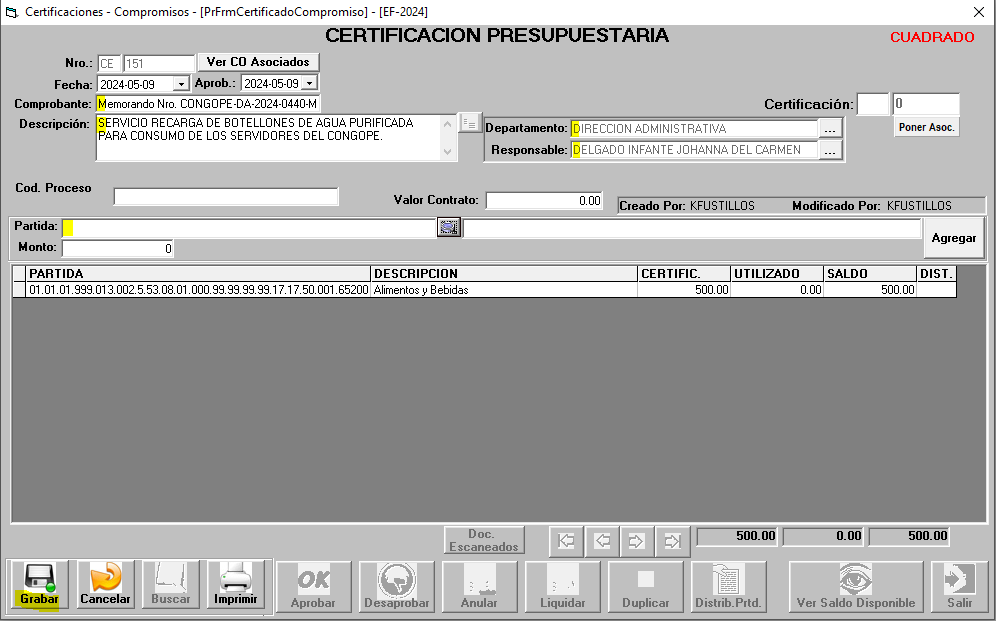 Certificaciones - Compromisos - [PrFrmCertificadoCompromiso] - [EF-2024]
CERTIFICACION PRESUPUESTARIA
CUADRADO
Nro.: CE 151 Ver CO Asociados
Fecha: 2024-05-09 Aprob.: 2024-05-09
Comprobante: Memorando Nro. CONGOPE-DA-2024-0440-M
Certificación: 0
Poner Asoc.
Descripción: SERVICIO RECARGA DE BOTELLONES DE AGUA PURIFICADA
PARA CONSUMO DE LOS SERVIDORES DEL CONGOPE.
Departamento: DIRECCION ADMINISTRATIVA ...
Responsable: DELGADO INFANTE JOHANNA DEL CARMEN ...
Cod. Proceso
Valor Contrato: 0.00
Creado Por: KFUSTILLOS Modificado Por: KFUSTILLOS
Partida:
Monto: 0
Agregar
PARTIDA DESCRIPCION CERTIFIC. UTILIZADO SALDO DIST.
01.01.01.999.013.002.5.53.08.01.000.99.99.99.99.17.17.50.001.65200 Alimentos y Bebidas 500.00 0.00 500.00
Doc.
Escaneados
500.00 0.00 500.00
Grabar Cancelar Buscar Imprimir OK Aprobar Desaprobar Anular Liquidar Duplicar Distrib.Prtd. Ver Saldo Disponible Salir